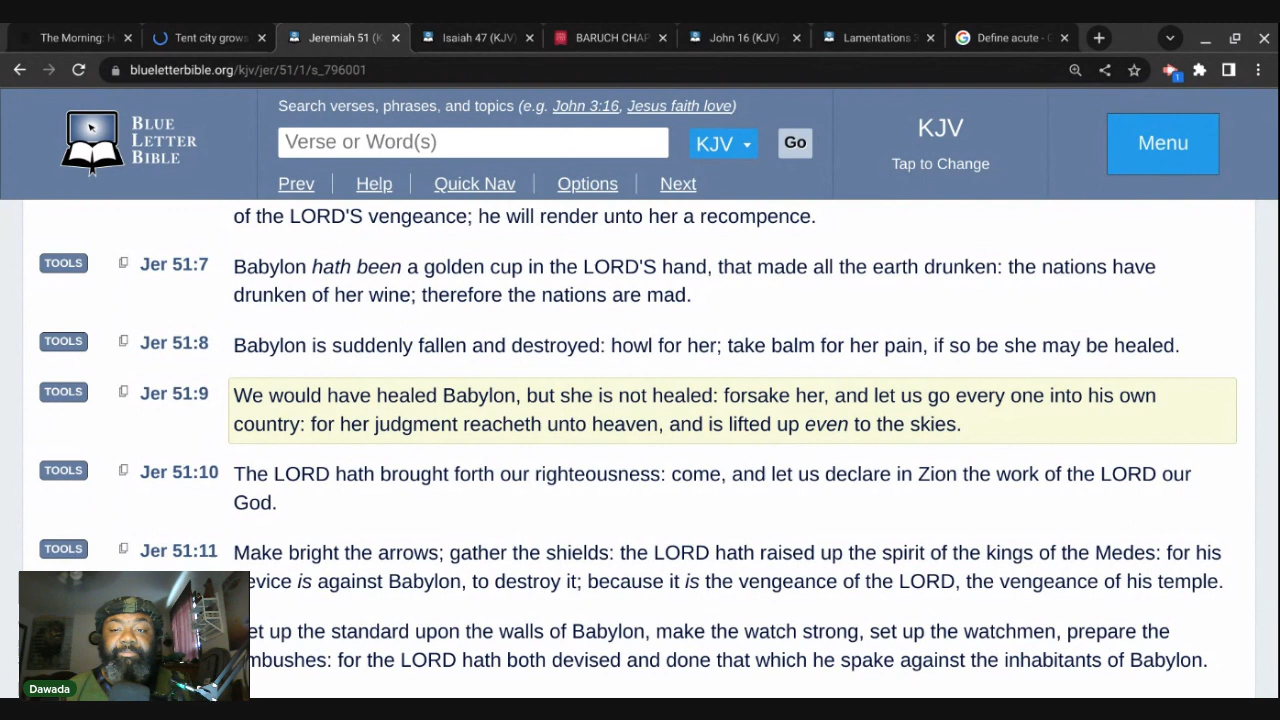 The Morning: H
Tent city grows
Jeremiah 51 (K
Isaiah 47 (KJV)
BARUCH CHAP
John 16 (KJV)
Lamentations 3
Define acute - G
blueletterbible.org/kjv/jer/51/1/s_796001
1
BLUE
LETTER
BIBLE
Search verses, phrases, and topics (e.g. John 3:16, Jesus faith love)
Verse or Word(s)
KJV
Go
Prev
Help
Quick Nav
Options
Next
KJV
Tap to Change
Menu
of the LORD'S vengeance; he will render unto her a recompence.
TOOLS Jer 51:7 Babylon hath been a golden cup in the LORD'S hand, that made all the earth drunken: the nations have
drunken of her wine; therefore the nations are mad.
TOOLS Jer 51:8 Babylon is suddenly fallen and destroyed: howl for her; take balm for her pain, if so be she may be healed.
TOOLS Jer 51:9 We would have healed Babylon, but she is not healed: forsake her, and let us go every one into his own
country: for her judgment reacheth unto heaven, and is lifted up even to the skies.
TOOLS Jer 51:10 The LORD hath brought forth our righteousness: come, and let us declare in Zion the work of the LORD our
God.
TOOLS Jer 51:11 Make bright the arrows; gather the shields: the LORD hath raised up the spirit of the kings of the Medes: for his
evice is against Babylon, to destroy it; because it is the vengeance of the LORD, the vengeance of his temple.
et up the standard upon the walls of Babylon, make the watch strong, set up the watchmen, prepare the
mbushes: for the LORD hath both devised and done that which he spake against the inhabitants of Babylon.
Dawada